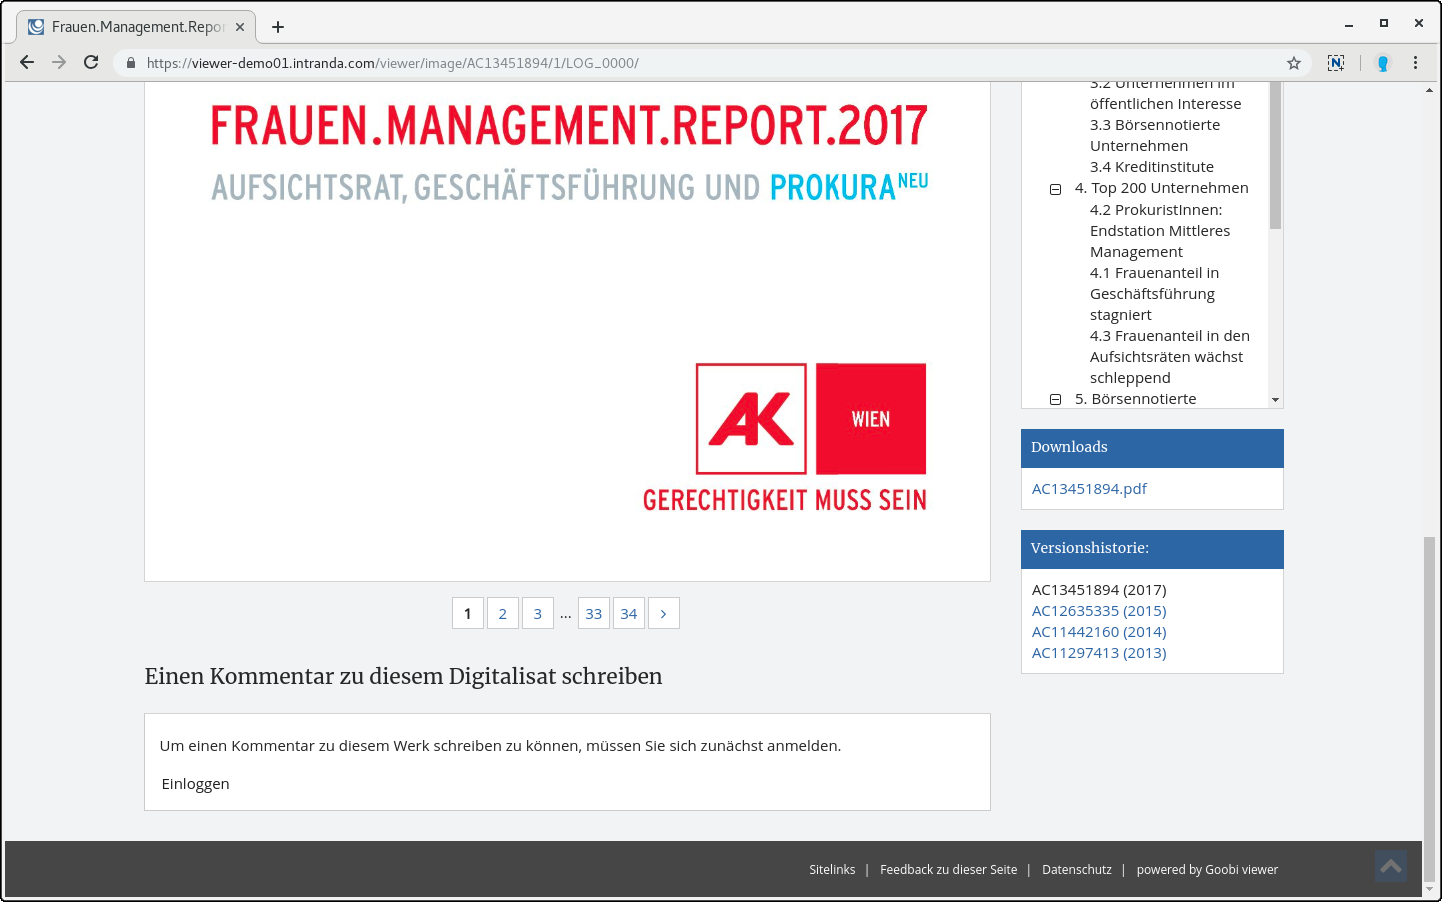 Frauen.Management.Repor
https://viewer-demo01.intranda.com/viewer/image/AC13451894/1/LOG_0000/
FRAUEN.MANAGEMENT.REPORT.2017
AUFSICHTSRAT, GESCHÄFTSFÜHRUNG UND PROKURA NEU
AK
WIEN
GERECHTIGKEIT MUSS SEIN
1 2 3 ... 33 34 >
Einen Kommentar zu diesem Digitalisat schreiben
Um einen Kommentar zu diesem Werk schreiben zu können, müssen Sie sich zunächst anmelden.
Einloggen
3.2 Unternehmen im
öffentlichen Interesse
3.3 Börsennotierte
Unternehmen
3.4 Kreditinstitute
4. Top 200 Unternehmen
4.2 ProkuristInnen:
Endstation Mittleres
Management
4.1 Frauenanteil in
Geschäftsführung
stagniert
4.3 Frauenanteil in den
Aufsichtsräten wächst
schleppend
5. Börsennotierte
Downloads
AC13451894.pdf
Versionshistorie:
AC13451894 (2017)
AC12635335 (2015)
AC11442160 (2014)
AC11297413 (2013)
Sitelinks | Feedback zu dieser Seite | Datenschutz | powered by Goobi viewer